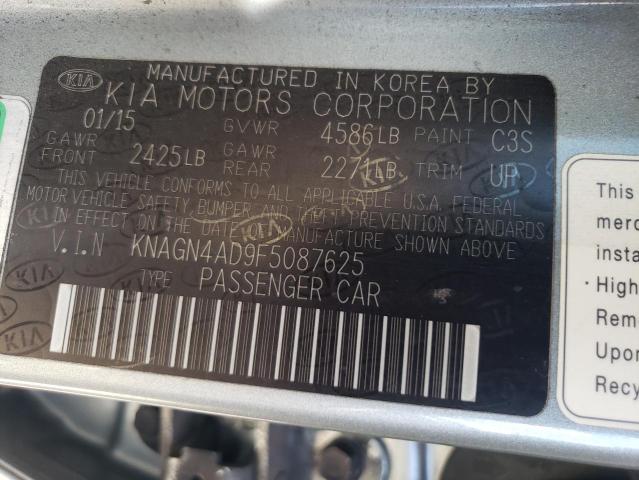 KIA
MANUFACTURED IN KOREA BY
KIA MOTORS CORPORATION
01/15 GVWR 4586LB PAINT C3S
GAWR FRONT 2425LB GAWR REAR 2271LB TRIM UP
THIS VEHICLE CONFORMS TO ALL APPLICABLE U.S.A. FEDERAL
MOTOR VEHICLE SAFETY, BUMPER AND THEFT PREVENTION STANDARDS
IN EFFECT ON THE DATE OF MANUFACTURE SHOWN ABOVE
V.I.N KNAGN4AD9F5087625
TYPE PASSENGER CAR
This
merc
insta
· High
Rem
Upon
Recy